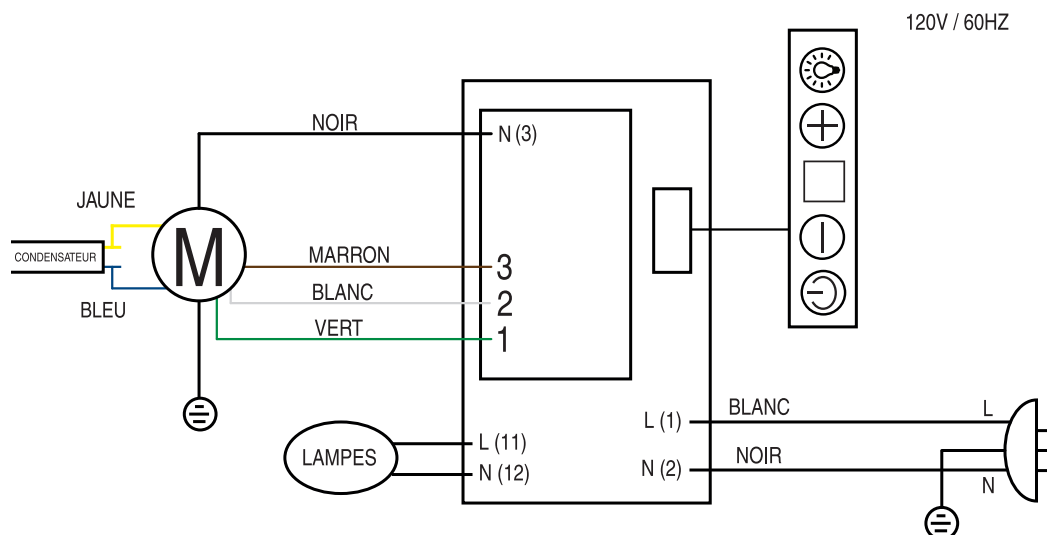 120V / 60HZ
NOIR
N (3)
JAUNE
M
CONDENSATEUR
MARRON
3
BLANC
2
BLEU
VERT
1
L (1)
BLANC
L
LAMPES
L (11)
N (12)
N (2)
NOIR
N